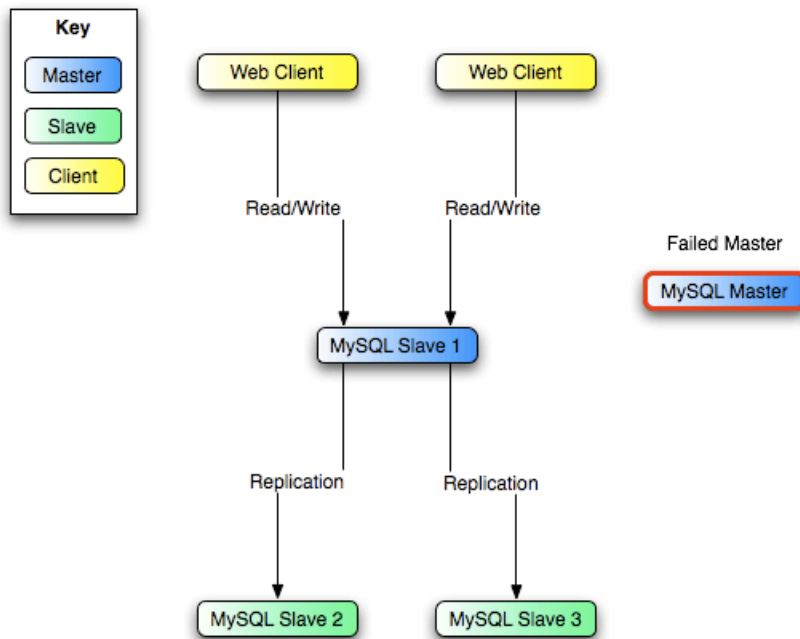 Key
Master
Slave
Client
Web Client
Web Client
Read/Write
Read/Write
Failed Master
MySQL Master
MySQL Slave 1
Replication
Replication
MySQL Slave 2
MySQL Slave 3